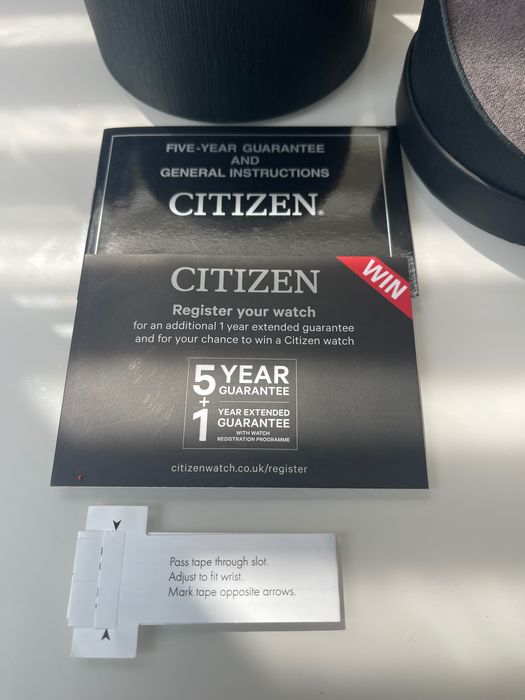 FIVE-YEAR GUARANTEE
AND
GENERAL INSTRUCTIONS
CITIZEN®
CITIZEN
WIN
Register your watch
for an additional 1 year extended guarantee
and for your chance to win a Citizen watch
5 YEAR
GUARANTEE
+
1 YEAR EXTENDED
GUARANTEE
WITH WATCH
REGISTRATION PROGRAMME
citizenwatch.co.uk/register
Pass tape through slot.
Adjust to fit wrist.
Mark tape opposite arrows.